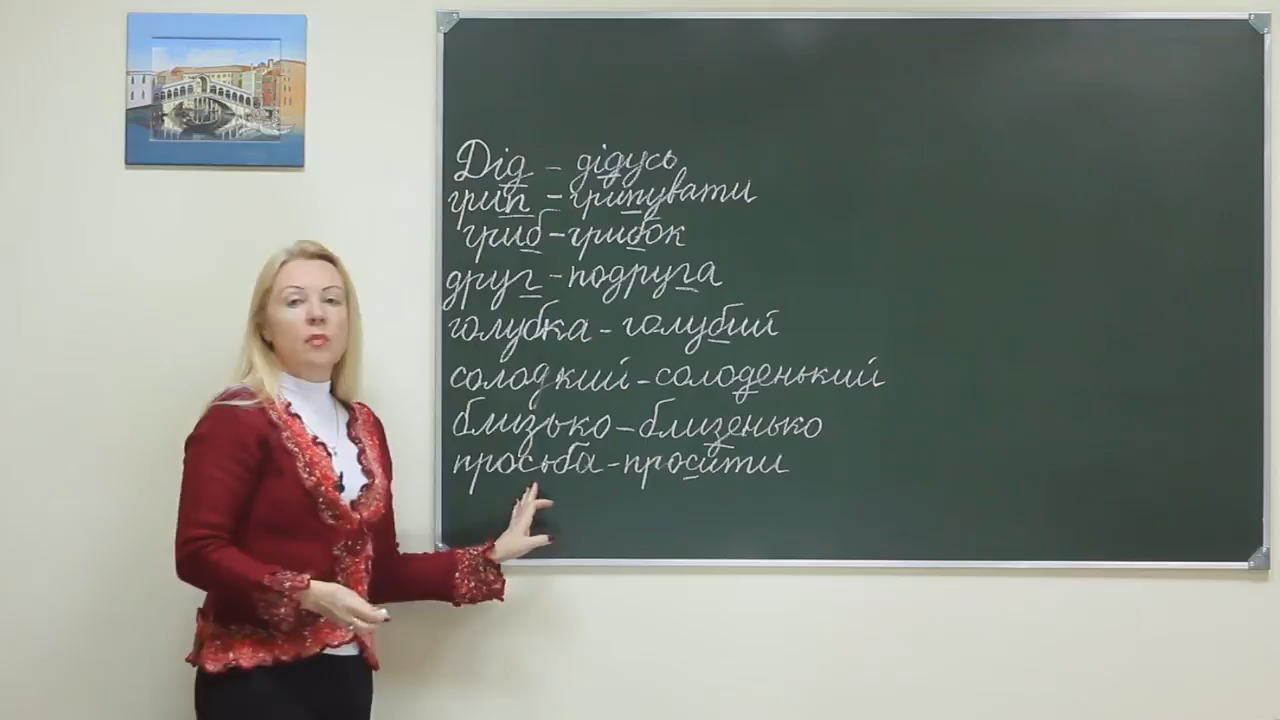 Дід - дідусь
грип - грипувати
гриб - грибок
друг - подруга
голубка - голубий
солодкий - солоденький
близько - близенько
просьба - просити